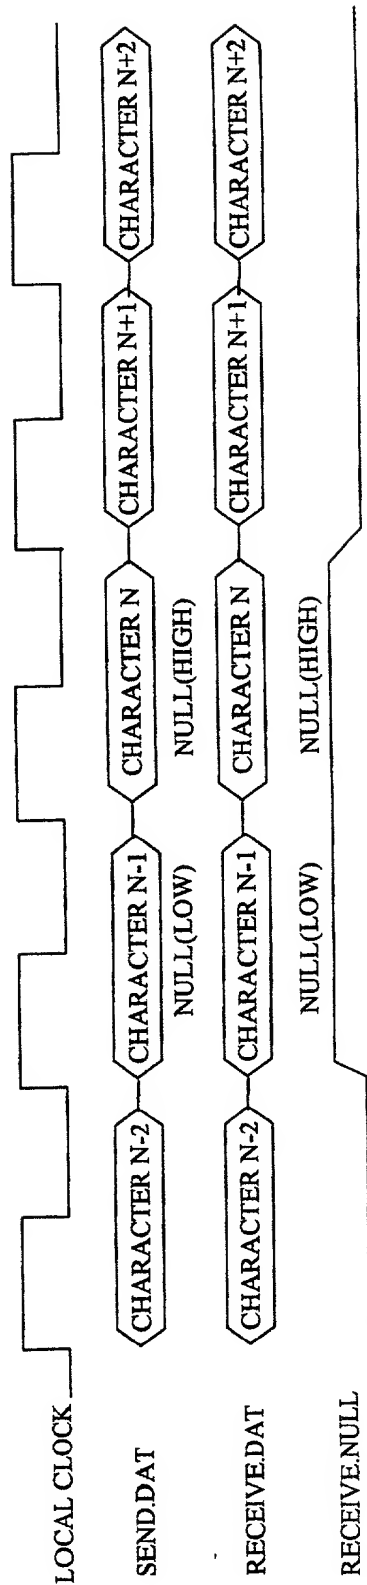 LOCAL CLOCK
SEND.DAT
CHARACTER N-2
CHARACTER N-1
CHARACTER N
CHARACTER N+1
CHARACTER N+2
NULL(LOW)
NULL(HIGH)
RECEIVE.DAT
CHARACTER N-2
CHARACTER N-1
CHARACTER N
CHARACTER N+1
CHARACTER N+2
NULL(LOW)
NULL(HIGH)
RECEIVE.NULL